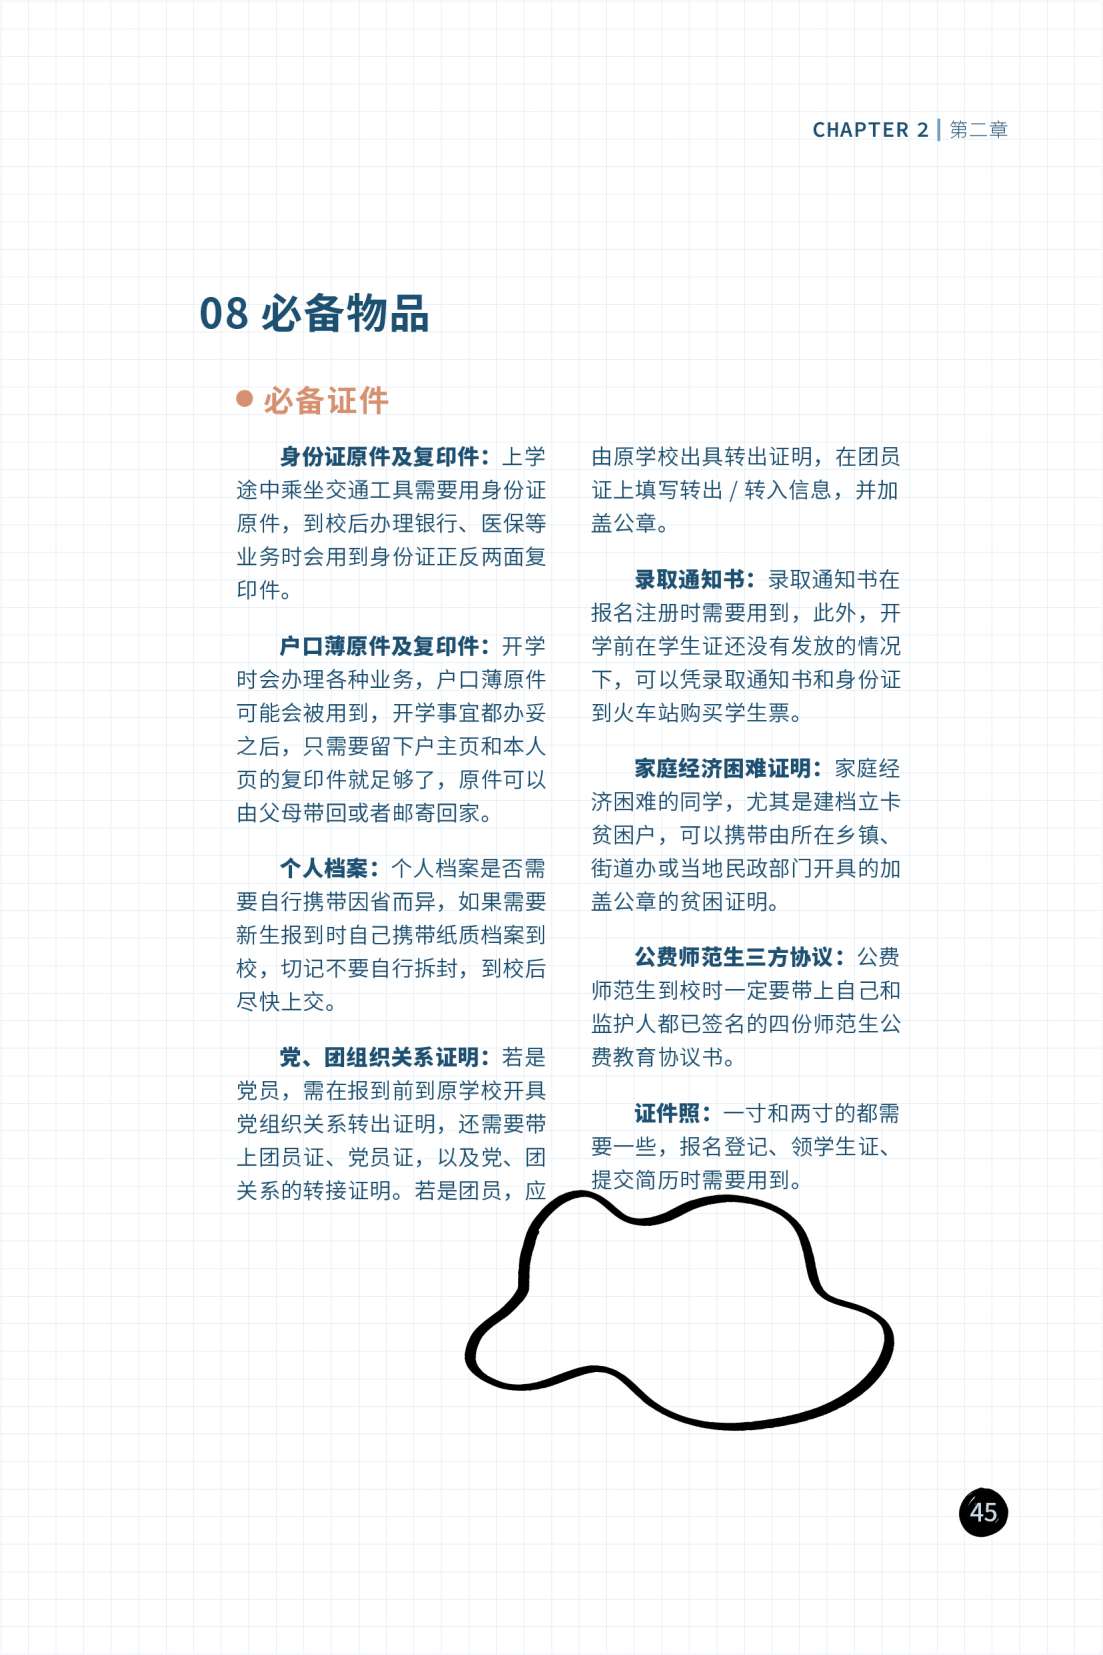 CHAPTER 2 | 第二章
08 必备物品
● 必备证件
身份证原件及复印件：上学
途中乘坐交通工具需要用身份证
原件，到校后办理银行、医保等
业务时会用到身份证正反两面复
印件。
户口薄原件及复印件：开学
时会办理各种业务，户口薄原件
可能会被用到，开学事宜都办妥
之后，只需要留下户主页和本人
页的复印件就足够了，原件可以
由父母带回或者邮寄回家。
个人档案：个人档案是否需
要自行携带因省而异，如果需要
新生报到时自己携带纸质档案到
校，切记不要自行拆封，到校后
尽快上交。
党、团组织关系证明：若是
党员，需在报到前到原学校开具
党组织关系转出证明，还需要带
上团员证、党员证，以及党、团
关系的转接证明。若是团员，应
由原学校出具转出证明，在团员
证上填写转出 / 转入信息，并加
盖公章。
录取通知书：录取通知书在
报名注册时需要用到，此外，开
学前在学生证还没有发放的情况
下，可以凭录取通知书和身份证
到火车站购买学生票。
家庭经济困难证明：家庭经
济困难的同学，尤其是建档立卡
贫困户，可以携带由所在乡镇、
街道办或当地民政部门开具的加
盖公章的贫困证明。
公费师范生三方协议：公费
师范生到校时一定要带上自己和
监护人都已签名的四份师范生公
费教育协议书。
证件照：一寸和两寸的都需
要一些，报名登记、领学生证、
提交简历时需要用到。
45